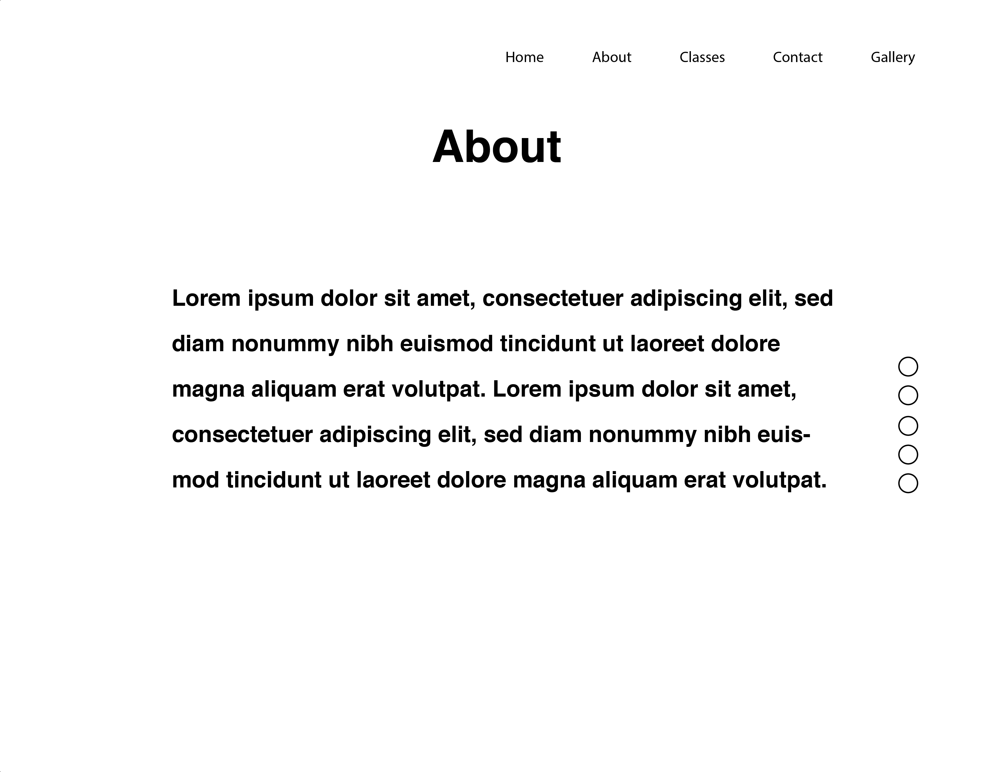 Home About Classes Contact Gallery
About
Lorem ipsum dolor sit amet, consectetuer adipiscing elit, sed
diam nonummy nibh euismod tincidunt ut laoreet dolore
magna aliquam erat volutpat. Lorem ipsum dolor sit amet,
consectetuer adipiscing elit, sed diam nonummy nibh euis-
mod tincidunt ut laoreet dolore magna aliquam erat volutpat.